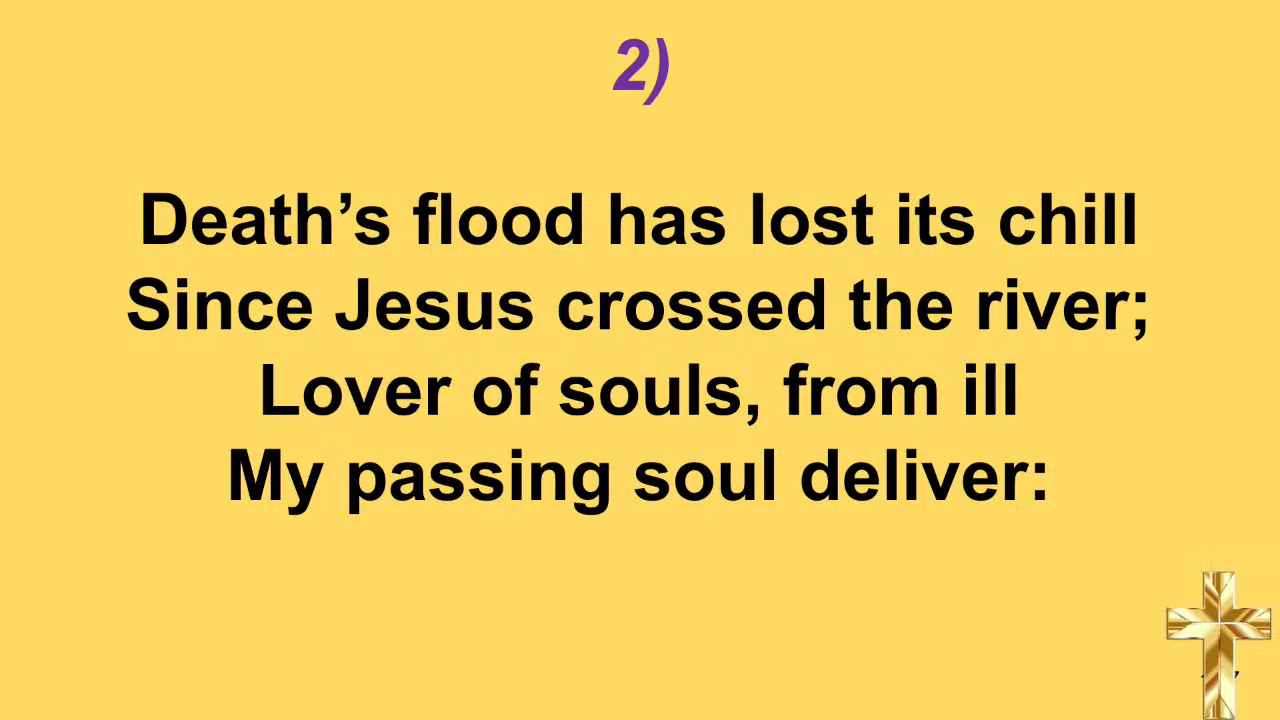 2)
Death’s flood has lost its chill
Since Jesus crossed the river;
Lover of souls, from ill
My passing soul deliver: